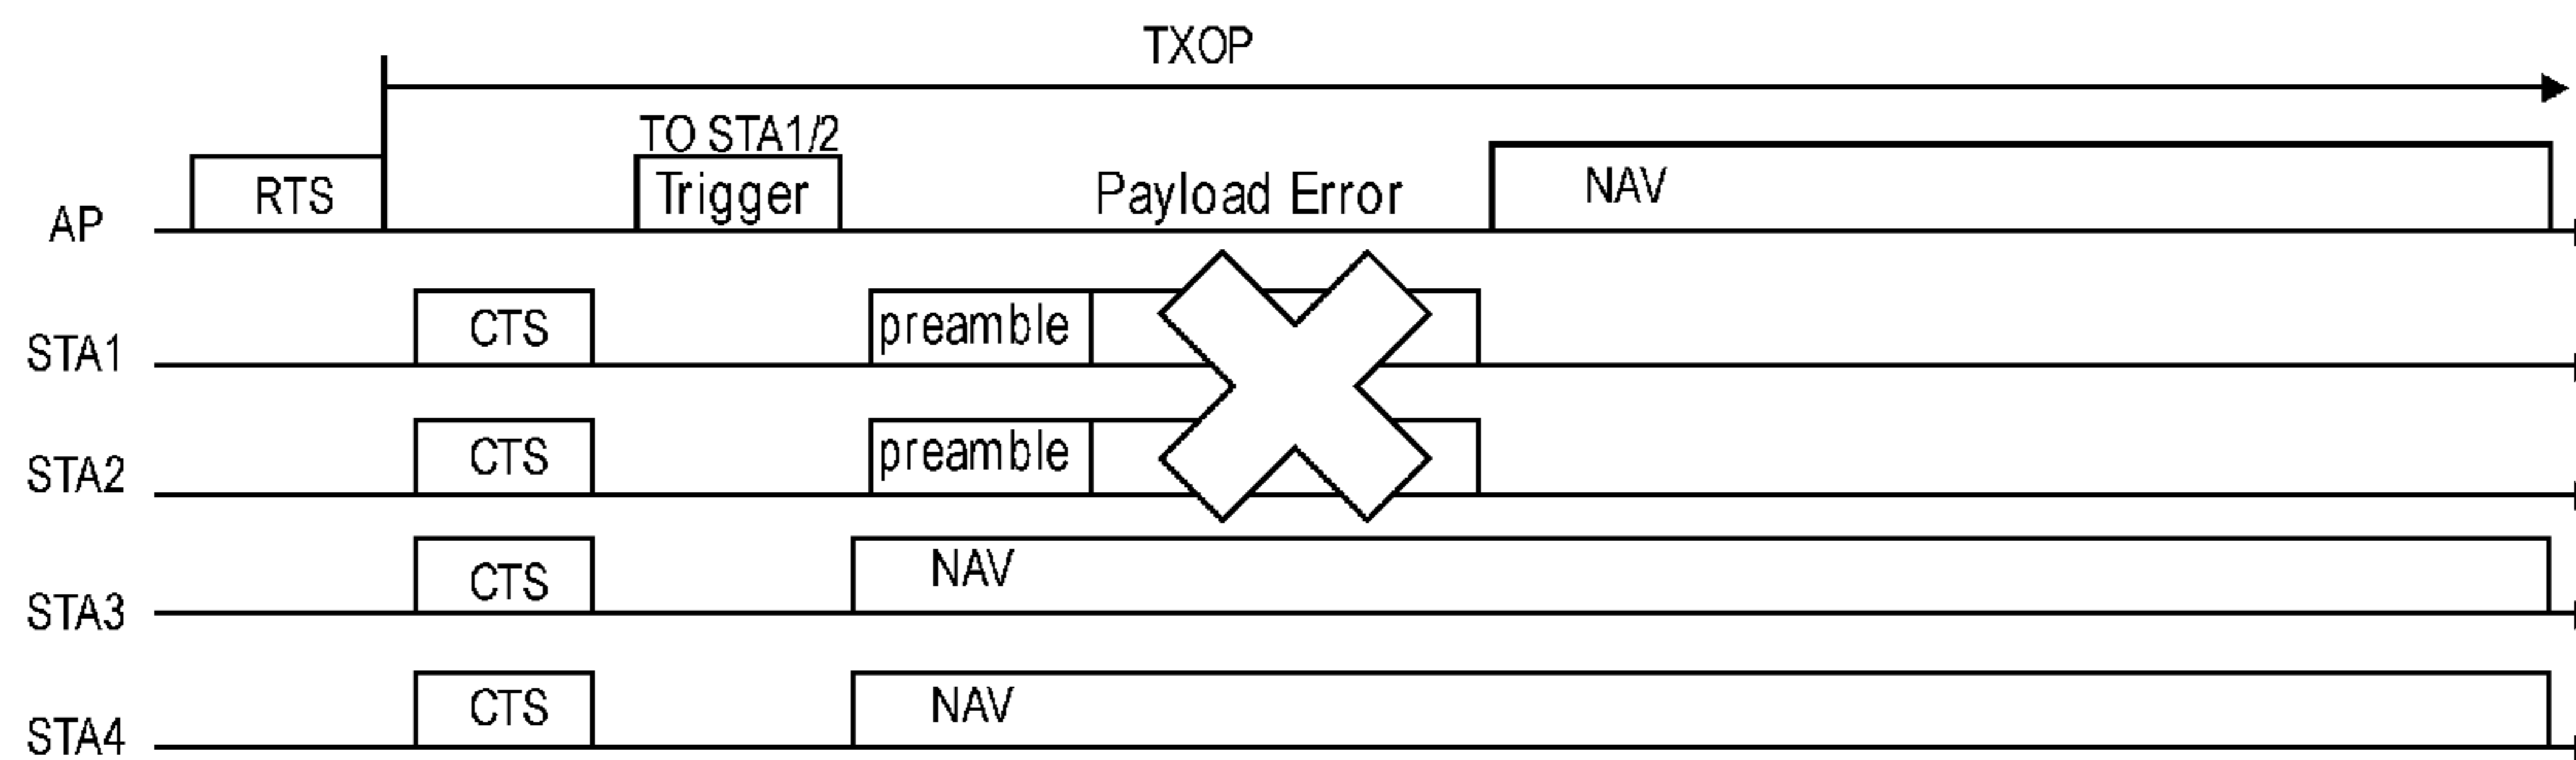 TXOP
TO STA1/2
AP RTS Trigger Payload Error NAV
STA1 CTS preamble
STA2 CTS preamble
STA3 CTS NAV
STA4 CTS NAV